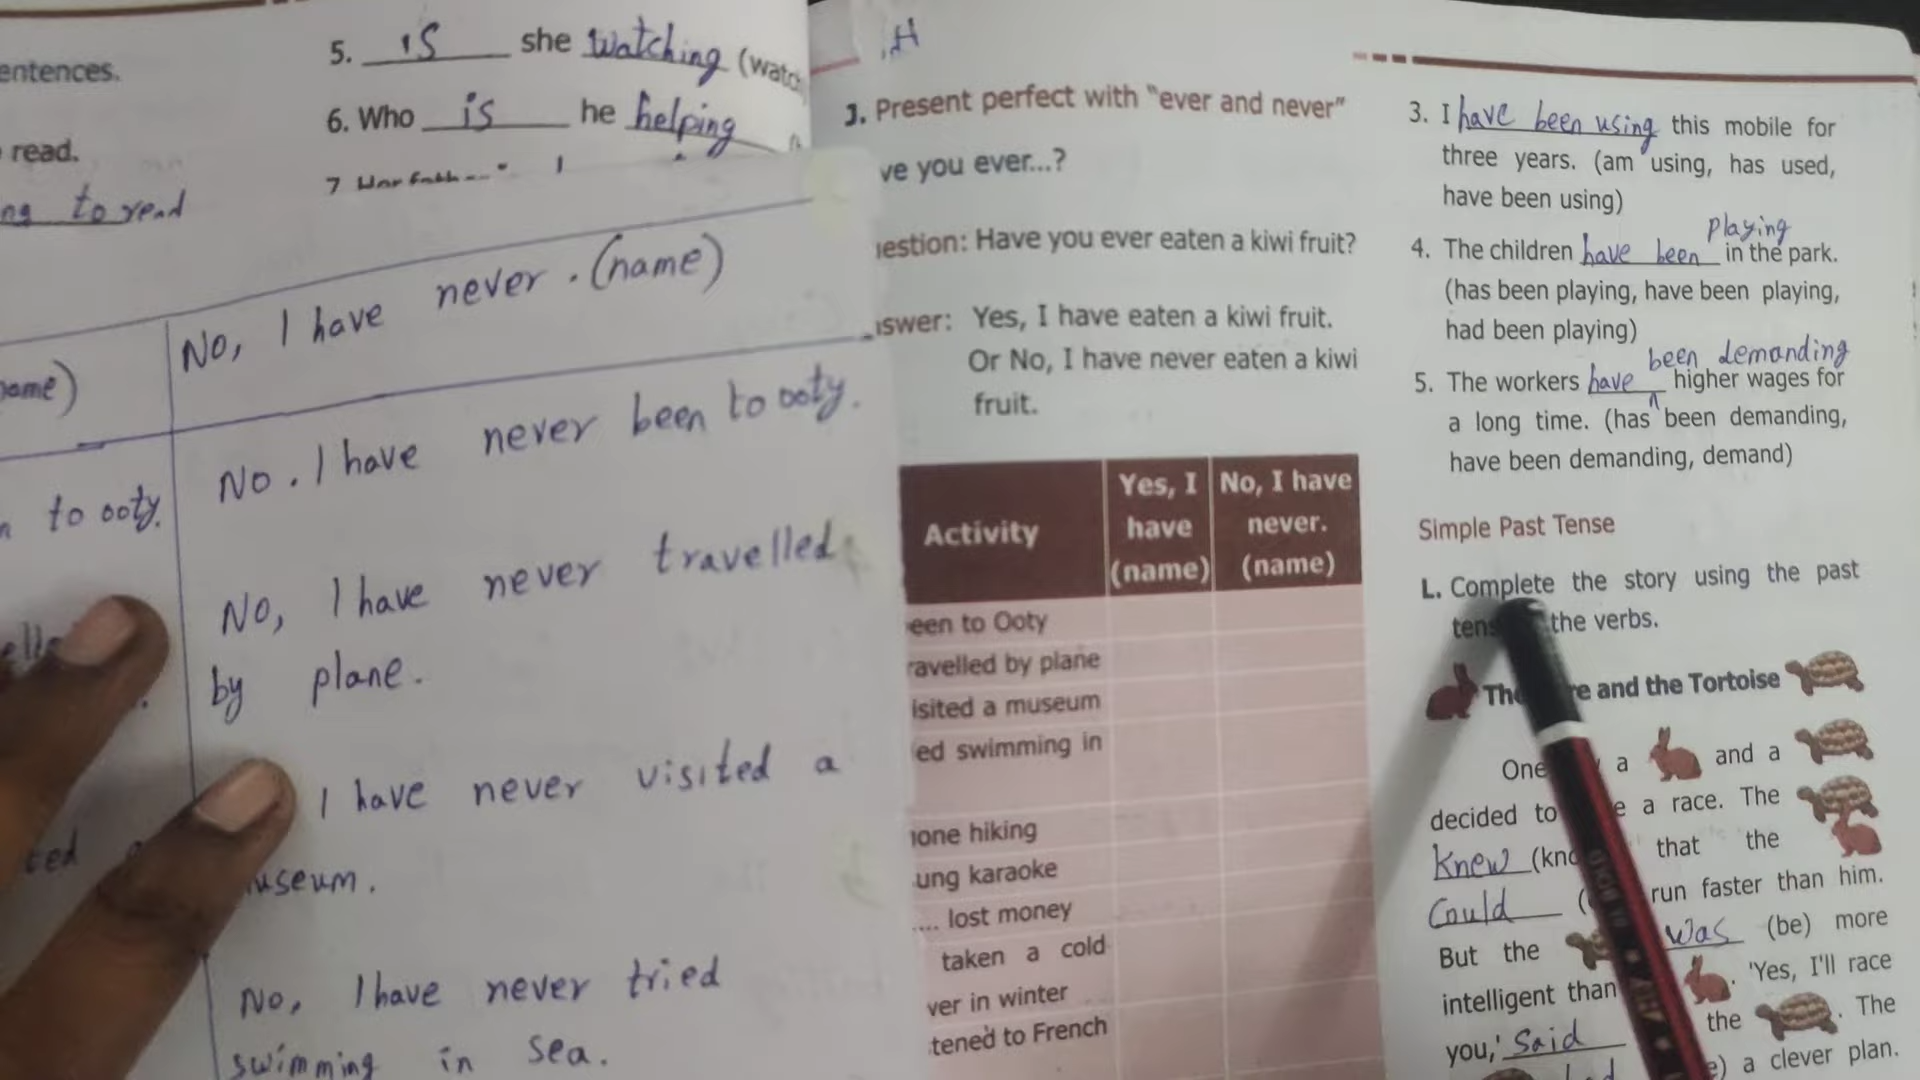 entences.
read.
to read
5. is she watching (watc
6. Who is he helping
7
No, I have never. (name)
ame)
No. I have never been to ooty.
to ooty.
No, I have never travelled
by plane.
I have never visited a
useum.
No, I have never tried
swimming in sea.
J. Present perfect with "ever and never"
ve you ever...?
estion: Have you ever eaten a kiwi fruit?
swer: Yes, I have eaten a kiwi fruit.
Or No, I have never eaten a kiwi
fruit.
Activity
Yes, I
have
(name)
No, I have
never.
(name)
een to Ooty
ravelled by plane
isited a museum
ed swimming in
one hiking
ung karaoke
.... lost money
taken a cold
ver in winter
tened to French
3. I have been using this mobile for
three years. (am using, has used,
have been using)
playing
4. The children have been in the park.
(has been playing, have been playing,
had been playing)
been demanding
5. The workers have higher wages for
a long time. (has been demanding,
have been demanding, demand)
Simple Past Tense
L. Complete the story using the past
tens the verbs.
The re and the Tortoise
One a and a
decided to e a race. The
knew (kno that the
Could ( run faster than him.
But the was (be) more
intelligent than 'Yes, I'll race
you,' Said the . The
e) a clever plan.